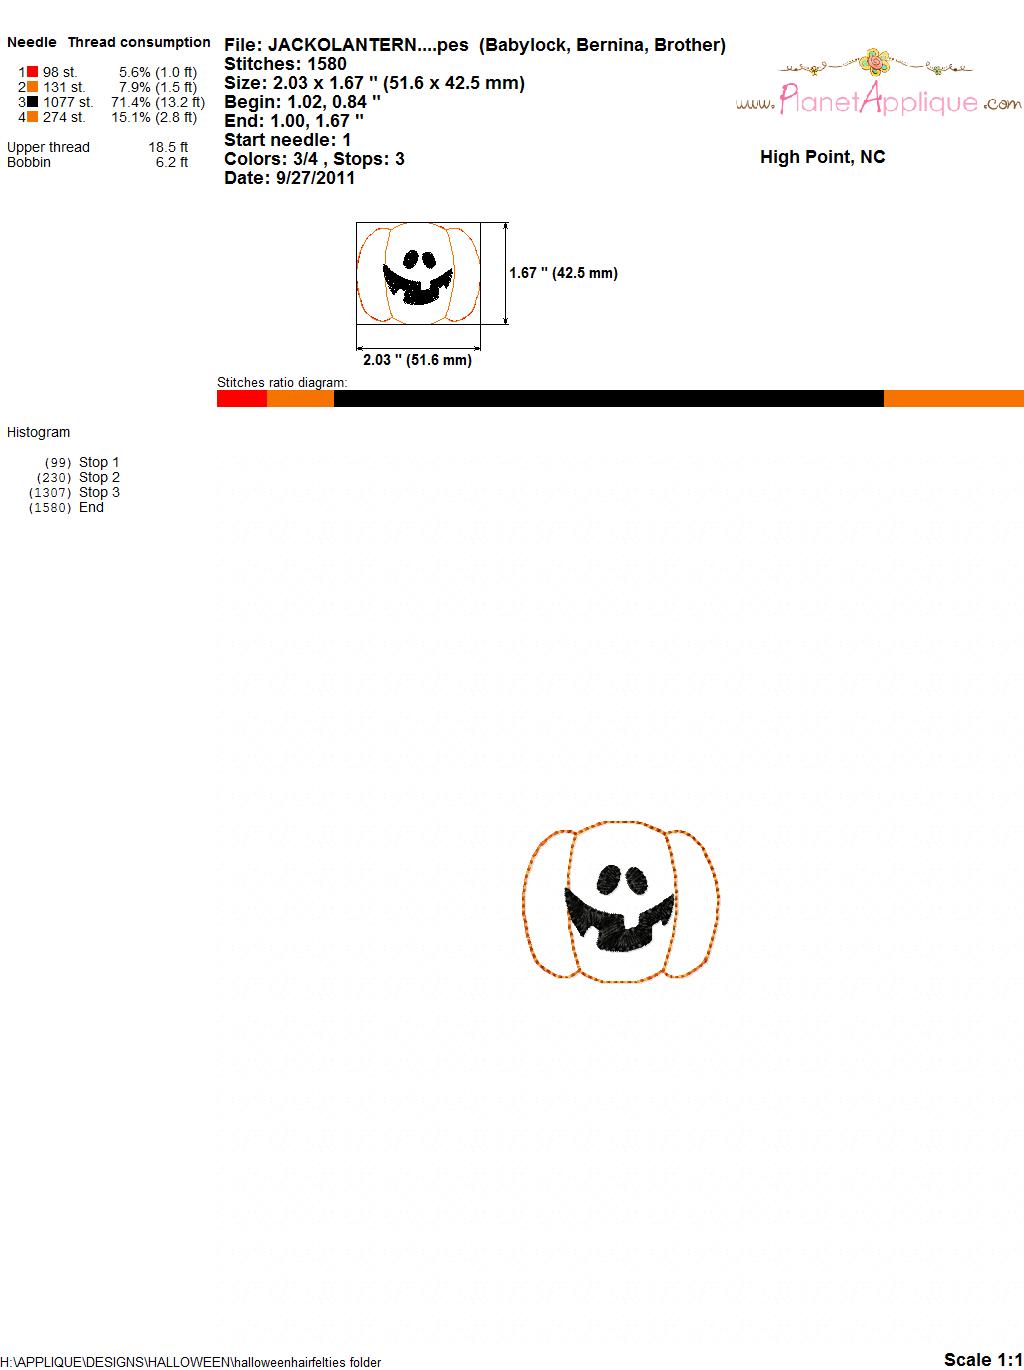 Needle Thread consumption
1 98 st. 5.6% (1.0 ft)
2 131 st. 7.9% (1.5 ft)
3 1077 st. 71.4% (13.2 ft)
4 274 st. 15.1% (2.8 ft)
Upper thread 18.5 ft
Bobbin 6.2 ft
File: JACKOLANTERN....pes (Babylock, Bernina, Brother)
Stitches: 1580
Size: 2.03 x 1.67 " (51.6 x 42.5 mm)
Begin: 1.02, 0.84 "
End: 1.00, 1.67 "
Start needle: 1
Colors: 3/4 , Stops: 3
Date: 9/27/2011
www.PlanetApplique.com
High Point, NC
1.67 " (42.5 mm)
2.03 " (51.6 mm)
Stitches ratio diagram:
Histogram
(99) Stop 1
(230) Stop 2
(1307) Stop 3
(1580) End
H:\APPLIQUE\DESIGNS\HALLOWEEN\halloweenhairfelties folder
Scale 1:1